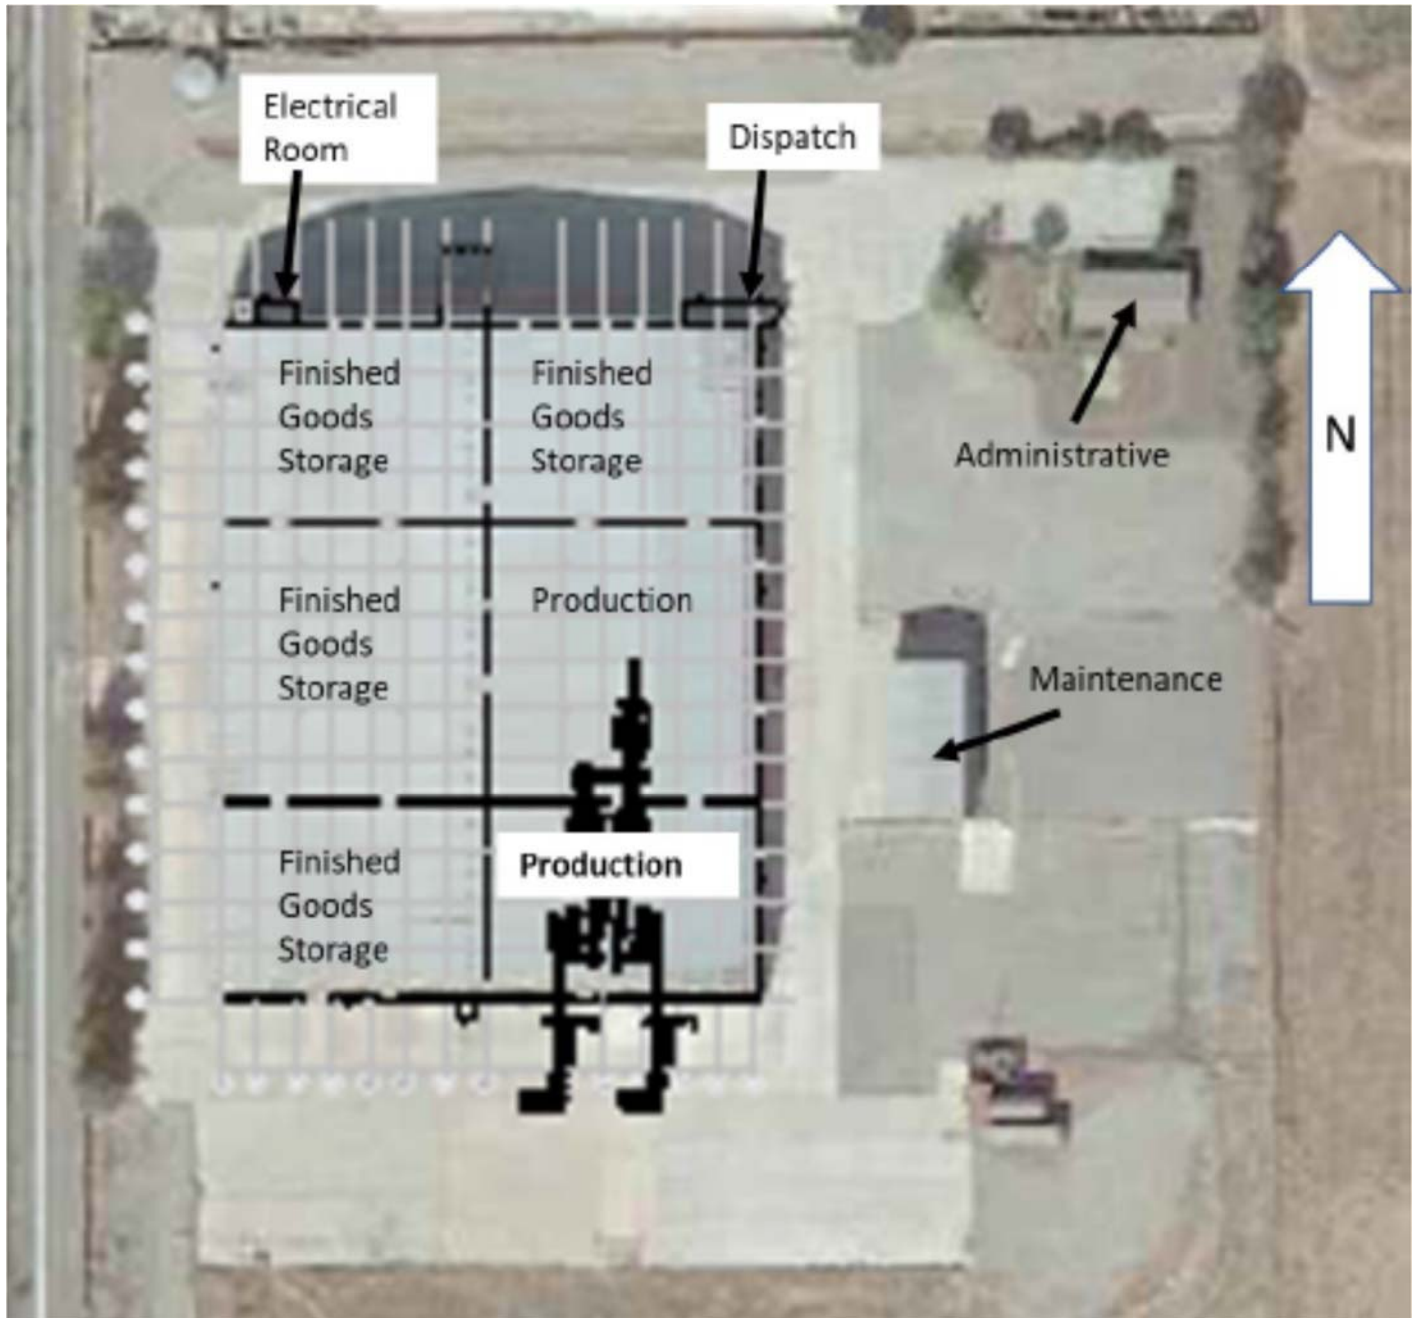 Electrical
Room
Dispatch
Finished
Goods
Storage
Finished
Goods
Storage
Administrative
N
Finished
Goods
Storage
Production
Maintenance
Finished
Goods
Storage
Production